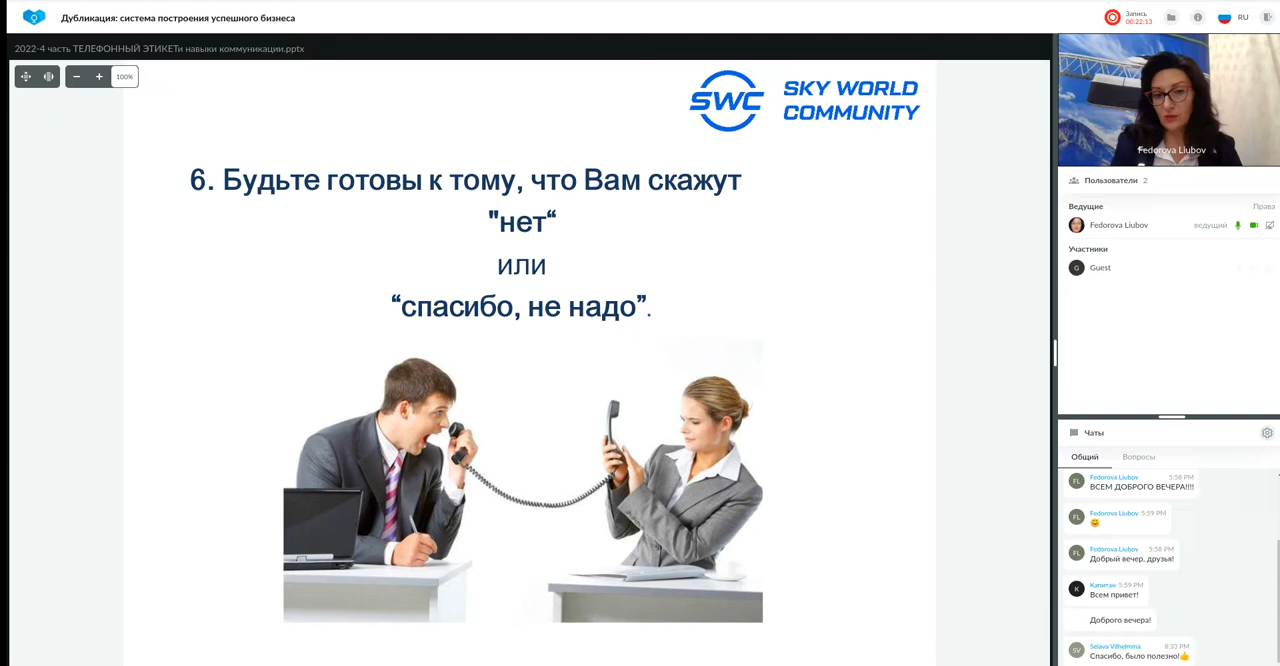 Дубликация: система построения успешного бизнеса
Запись
00:22:13
RU
2022-4 часть ТЕЛЕФОННЫЙ ЭТИКЕТи навыки коммуникации.pptx
100%
SWC
SKY WORLD
COMMUNITY
6. Будьте готовы к тому, что Вам скажут
"нет“
или
“спасибо, не надо”.
Fedorova Liubov
Пользователи 2
Ведущие Права
Fedorova Liubov ведущий
Участники
G Guest
Чаты
Общий Вопросы
FL Fedorova Liubov 5:58 PM
ВСЕМ ДОБРОГО ВЕЧЕРА!!!!
FL Fedorova Liubov 5:59 PM
😊
FL Fedorova Liubov 5:58 PM
Добрый вечер, друзья!
К Капитан 5:59 PM
Всем привет!
Доброго вечера!
SV Selava Vilhelmina 8:33 PM
Спасибо, было полезно!👍